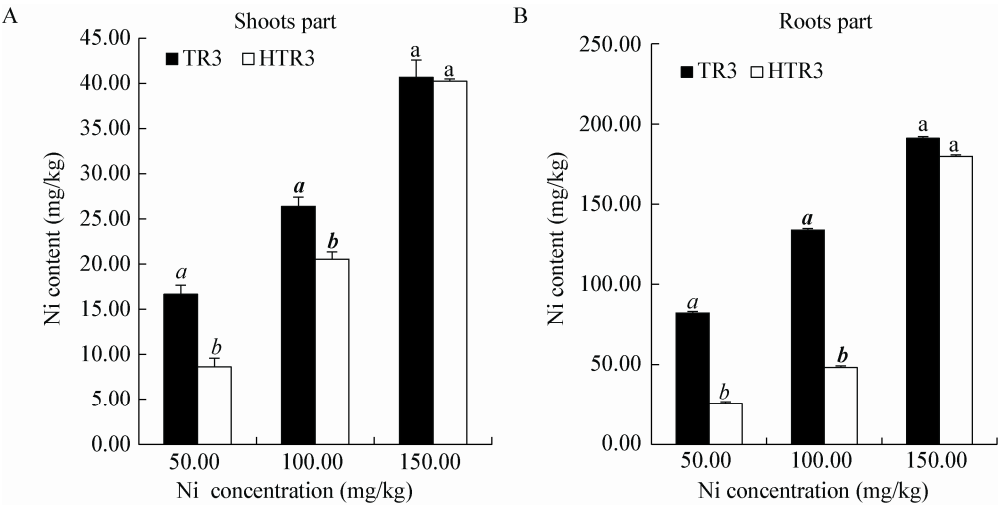 A
Shoots part
45.00
40.00
35.00
30.00
25.00
20.00
15.00
10.00
5.00
0.00
Ni content (mg/kg)
TR3 HTR3
a
b
a
b
a
a
50.00 100.00 150.00
Ni concentration (mg/kg)
B
Roots part
250.00
200.00
150.00
100.00
50.00
0.00
Ni content (mg/kg)
TR3 HTR3
a
b
a
b
a
a
50.00 100.00 150.00
Ni concentration (mg/kg)